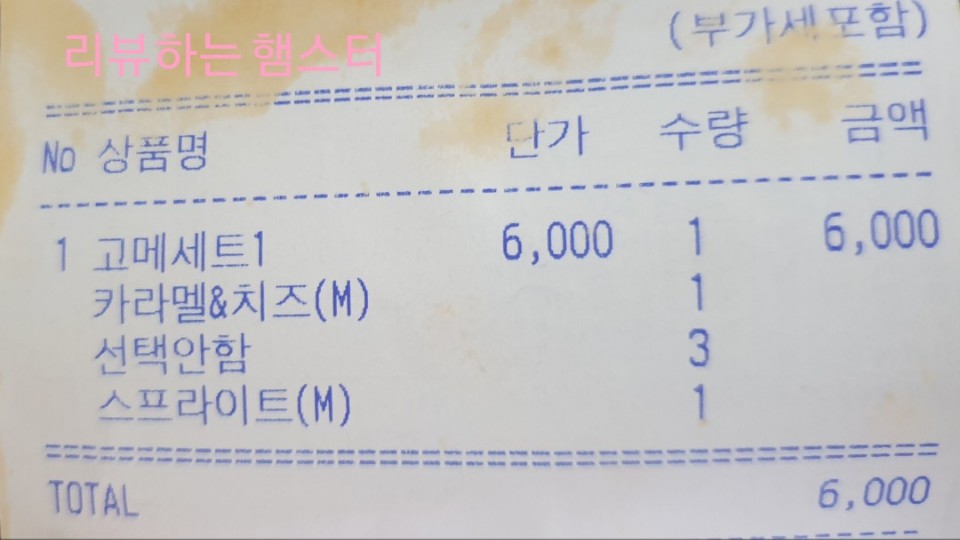 (부가세포함)
리뷰하는햄스터
No 상품명 단가 수량 금액
1 고메세트1 6,000 1 6,000
카라멜&치즈(M) 1
선택안함 3
스프라이트(M) 1
TOTAL 6,000